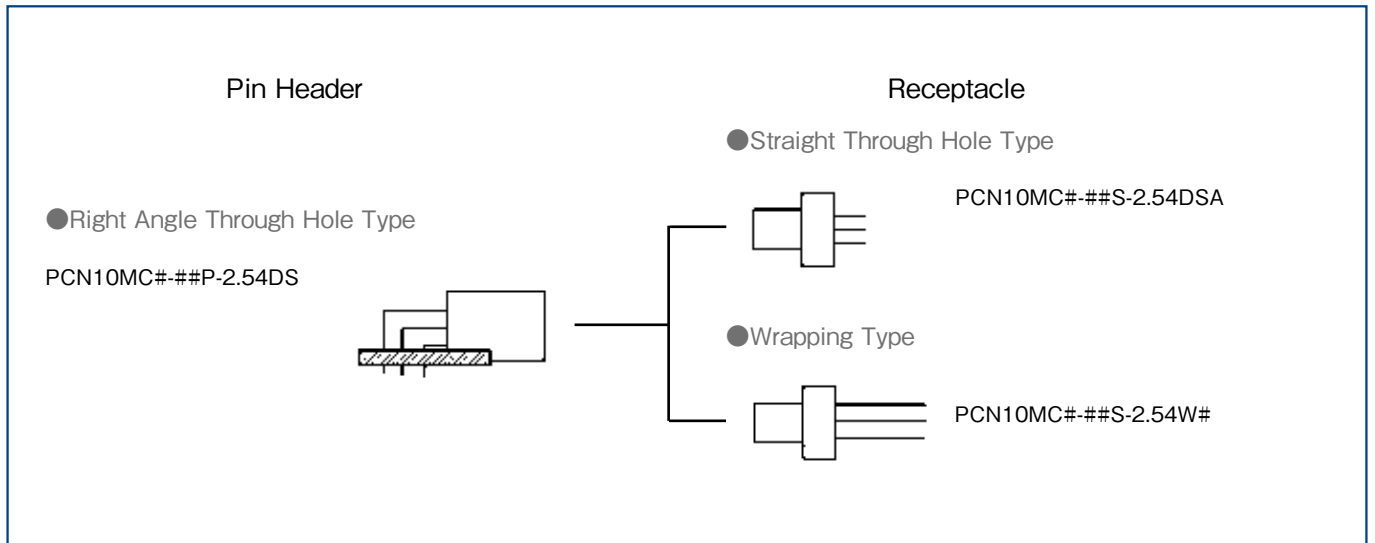 Pin Header
●Right Angle Through Hole Type
PCN10MC#-##P-2.54DS
Receptacle
●Straight Through Hole Type
PCN10MC#-##S-2.54DSA
●Wrapping Type
PCN10MC#-##S-2.54W#